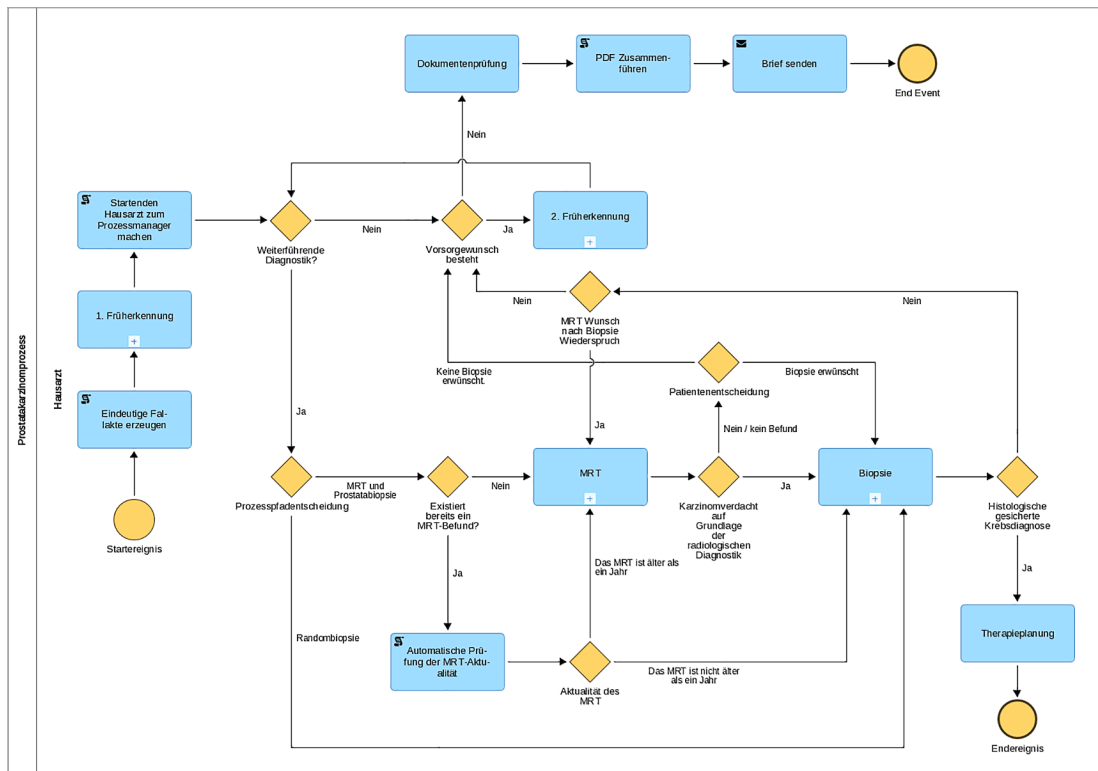 Prostatakarzinomprozess
Hausarzt
Dokumentenprüfung
PDF Zusammen-
führen
Brief senden
End Event
Nein
Startenden
Hausarzt zum
Prozessmanager
machen
Weiterführende
Diagnostik?
Nein
Vorsorgewunsch
besteht
Ja
2. Früherkennung
1. Früherkennung
Nein
MRT Wunsch
nach Biopsie
Wiederspruch
Nein
Keine Biopsie
erwünscht.
Patientenentscheidung
Biopsie erwünscht
Eindeutige Fal-
lakte erzeugen
Ja
Ja
Nein / kein Befund
Startereignis
Prozesspfadentscheidung
MRT und
Prostatabiopsie
Existiert
bereits ein
MRT-Befund?
Nein
MRT
Karzinomverdacht
auf
Grundlage
der
radiologischen
Diagnostik
Ja
Biopsie
Histologische
gesicherte
Krebsdiagnose
Ja
Das MRT ist älter als
ein Jahr
Ja
Randombiopsie
Automatische Prü-
fung der MRT-Aktu-
alität
Aktualität des
MRT
Das MRT ist nicht älter
als ein Jahr
Therapieplanung
Endereignis